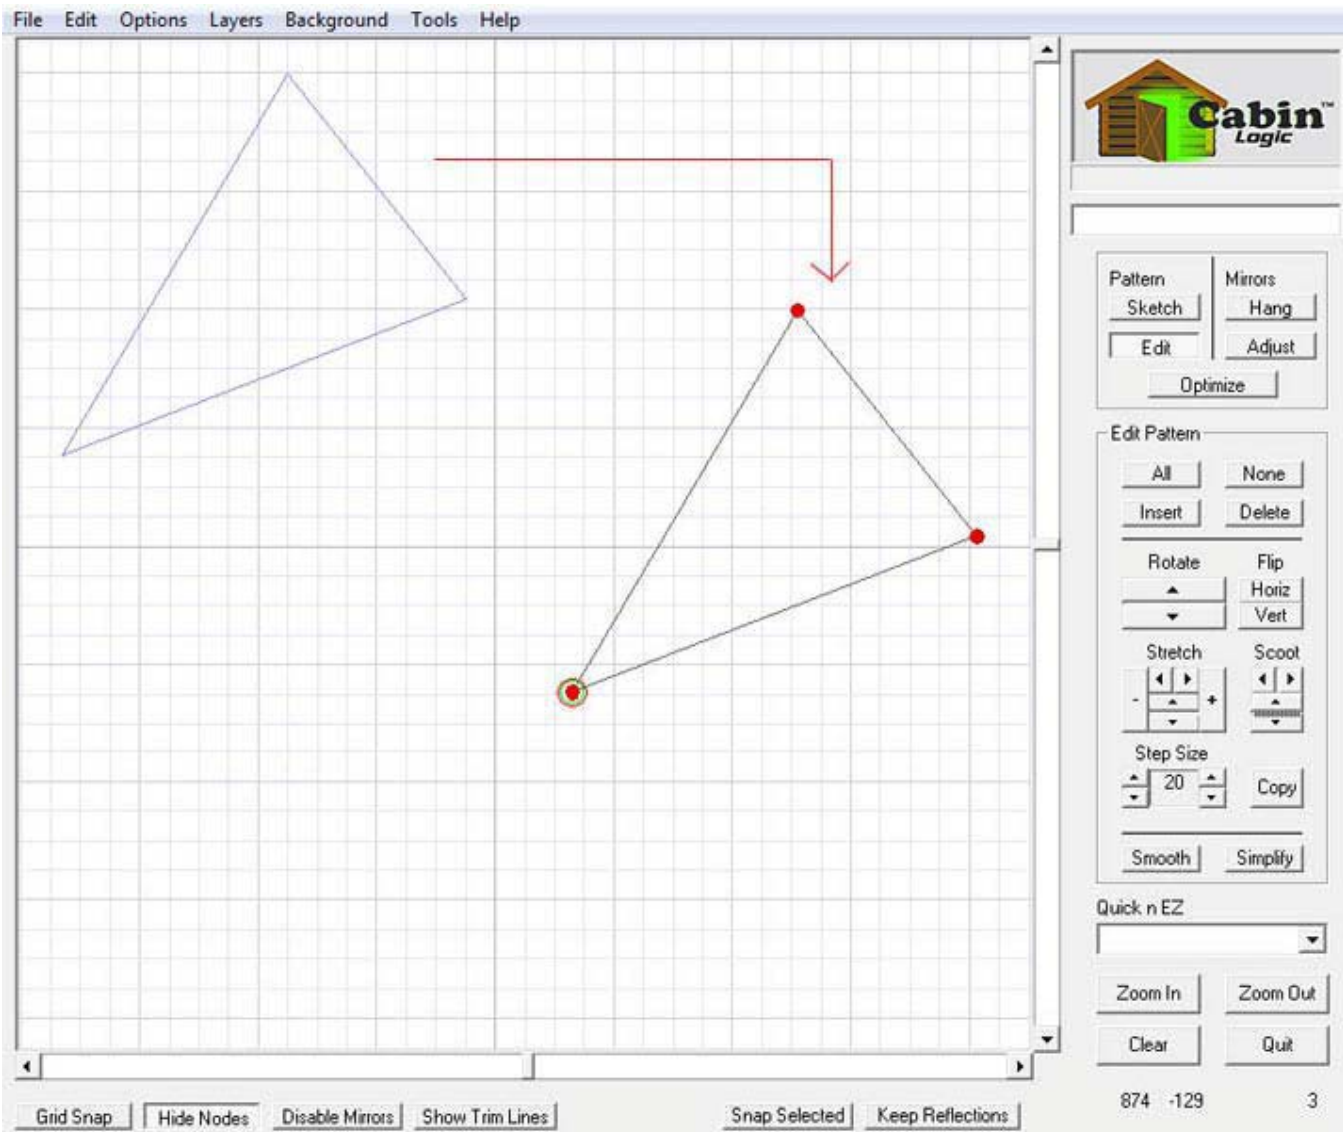 File Edit Options Layers Background Tools Help
Cabin™
Logic
Pattern Mirrors
Sketch Hang
Edit Adjust
Optimize
Edit Pattern
All None
Insert Delete
Rotate Flip
Horiz
Vert
Stretch Scoot
- +
Step Size
20 Copy
Smooth Simplify
Quick n EZ
Zoom In Zoom Out
Clear Quit
874 -129 3
Grid Snap Hide Nodes Disable Mirrors Show Trim Lines Snap Selected Keep Reflections